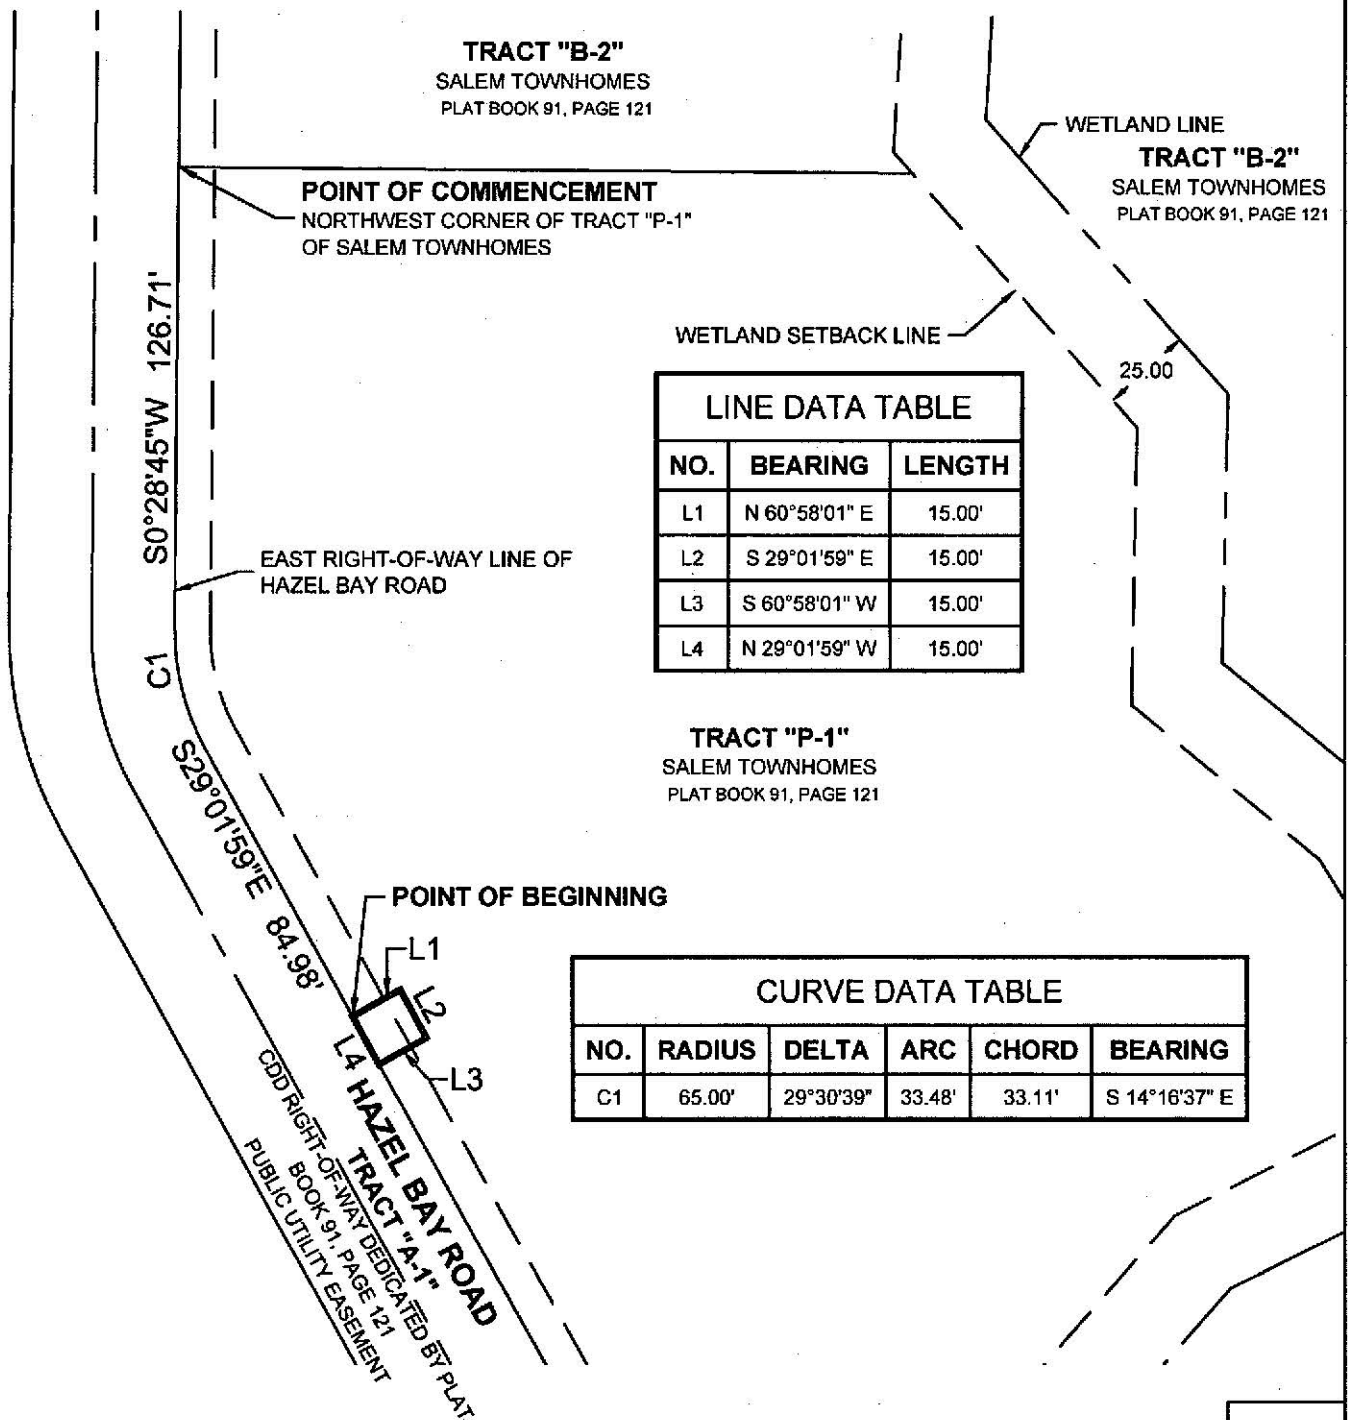 TRACT "B-2"
SALEM TOWNHOMES
PLAT BOOK 91, PAGE 121
WETLAND LINE
TRACT "B-2"
SALEM TOWNHOMES
PLAT BOOK 91, PAGE 121
POINT OF COMMENCEMENT
NORTHWEST CORNER OF TRACT "P-1"
OF SALEM TOWNHOMES
S0°28'45"W 126.71'
WETLAND SETBACK LINE
25.00
LINE DATA TABLE
NO. BEARING LENGTH
L1 N 60°58'01" E 15.00'
L2 S 29°01'59" E 15.00'
L3 S 60°58'01" W 15.00'
L4 N 29°01'59" W 15.00'
EAST RIGHT-OF-WAY LINE OF
HAZEL BAY ROAD
C1
TRACT "P-1"
SALEM TOWNHOMES
PLAT BOOK 91, PAGE 121
S29°01'59"E 84.98'
POINT OF BEGINNING
L1
L2
L3
L4
CURVE DATA TABLE
NO. RADIUS DELTA ARC CHORD BEARING
C1 65.00' 29°30'39" 33.48' 33.11' S 14°16'37" E
HAZEL BAY ROAD
TRACT "A-1"
CDD RIGHT-OF-WAY DEDICATED BY PLAT
BOOK 91, PAGE 121
PUBLIC UTILITY EASEMENT